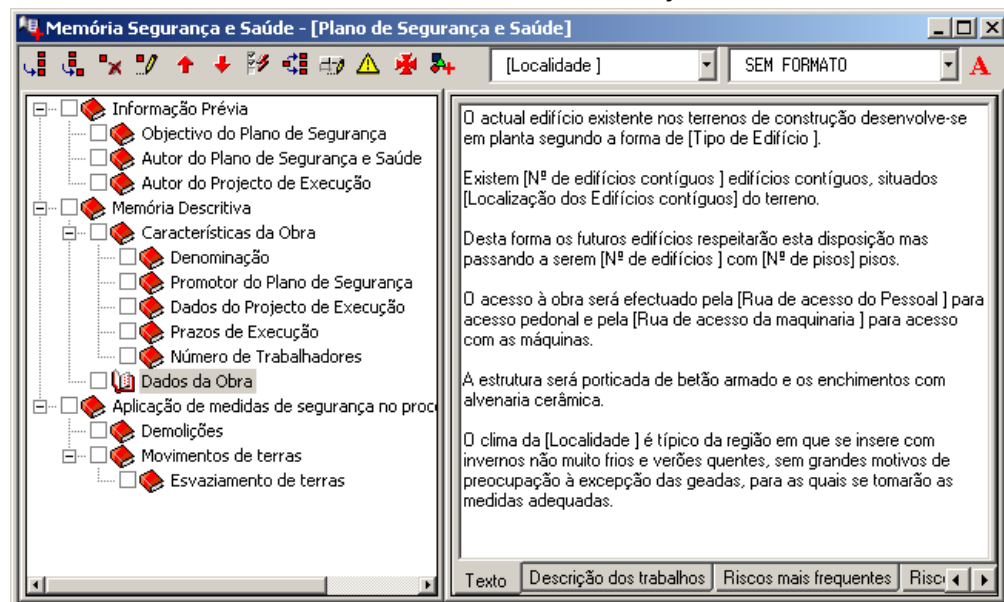 Memória Segurança e Saúde - [Plano de Segurança e Saúde]
[Localidade ]
SEM FORMATO
A
Informação Prévia
Objectivo do Plano de Segurança
Autor do Plano de Segurança e Saúde
Autor do Projecto de Execução
Memória Descritiva
Características da Obra
Denominação
Promotor do Plano de Segurança
Dados do Projecto de Execução
Prazos de Execução
Número de Trabalhadores
Dados da Obra
Aplicação de medidas de segurança no proc
Demolições
Movimentos de terras
Esvaziamento de terras
O actual edifício existente nos terrenos de construção desenvolve-se
em planta segundo a forma de [Tipo de Edifício ].
Existem [Nº de edifícios contíguos ] edifícios contíguos, situados
[Localização dos Edifícios contíguos] do terreno.
Desta forma os futuros edifícios respeitarão esta disposição mas
passando a serem [Nº de edifícios ] com [Nº de pisos] pisos.
O acesso à obra será efectuado pela [Rua de acesso do Pessoal ] para
acesso pedonal e pela [Rua de acesso da maquinaria ] para acesso
com as máquinas.
A estrutura será porticada de betão armado e os enchimentos com
alvenaria cerâmica.
O clima da [Localidade ] é típico da região em que se insere com
invernos não muito frios e verões quentes, sem grandes motivos de
preocupação à excepção das geadas, para as quais se tomarão as
medidas adequadas.
Texto
Descrição dos trabalhos
Riscos mais frequentes
Risc